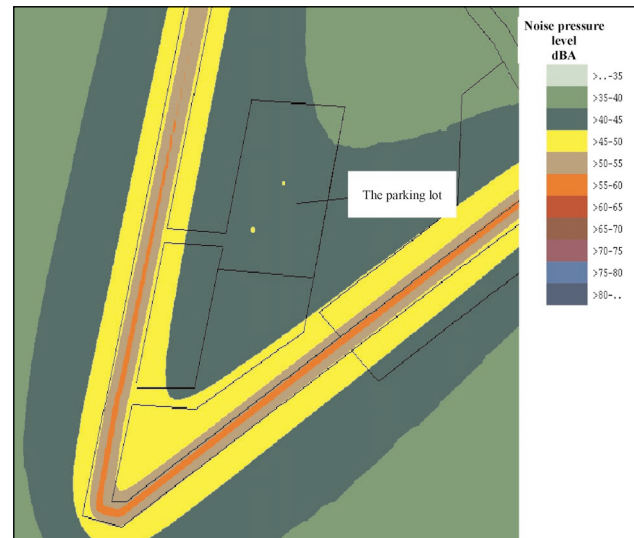 Noise pressure
level
dBA
>..-35
>35-40
>40-45
>45-50
>50-55
>55-60
>60-65
>65-70
>70-75
>75-80
>80-..
The parking lot